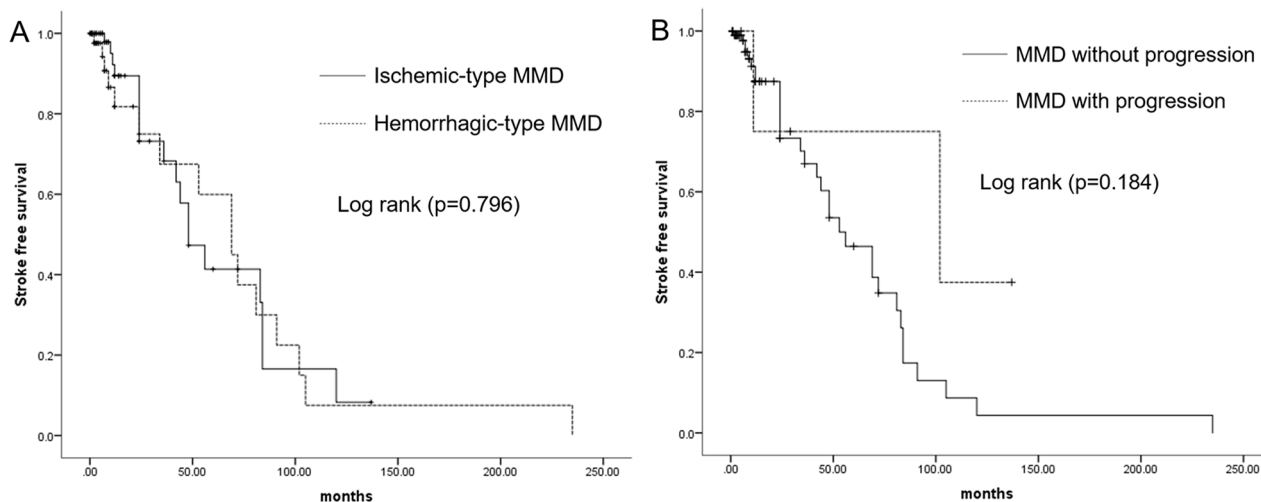 A
Ischemic-type MMD
Hemorrhagic-type MMD
Log rank (p=0.796)
Stroke free survival
1.0
0.8
0.6
0.4
0.2
0.0
.00 50.00 100.00 150.00 200.00 250.00
months
B
MMD without progression
MMD with progression
Log rank (p=0.184)
Stroke free survival
1.0
0.8
0.6
0.4
0.2
0.0
.00 50.00 100.00 150.00 200.00 250.00
months